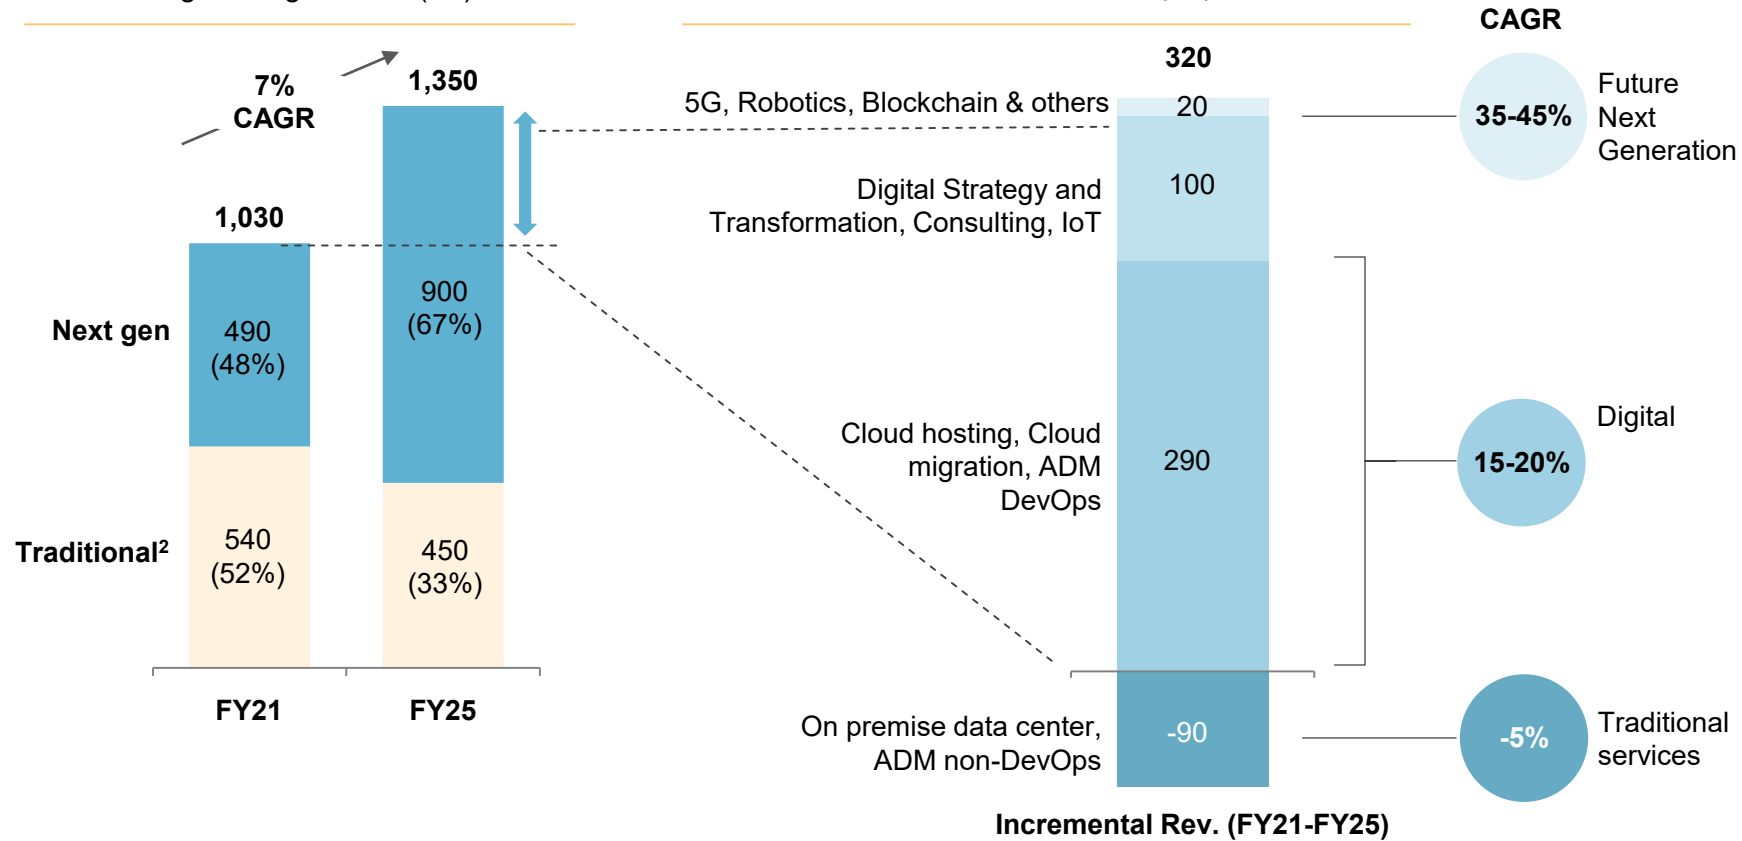 CAGR
7%
CAGR
1,350
1,030
Next gen
490
(48%)
900
(67%)
Traditional²
540
(52%)
450
(33%)
FY21
FY25
320
5G, Robotics, Blockchain & others
20
Digital Strategy and
Transformation, Consulting, IoT
100
Cloud hosting, Cloud
migration, ADM
DevOps
290
On premise data center,
ADM non-DevOps
-90
Incremental Rev. (FY21-FY25)
35-45%
Future
Next
Generation
15-20%
Digital
-5%
Traditional
services